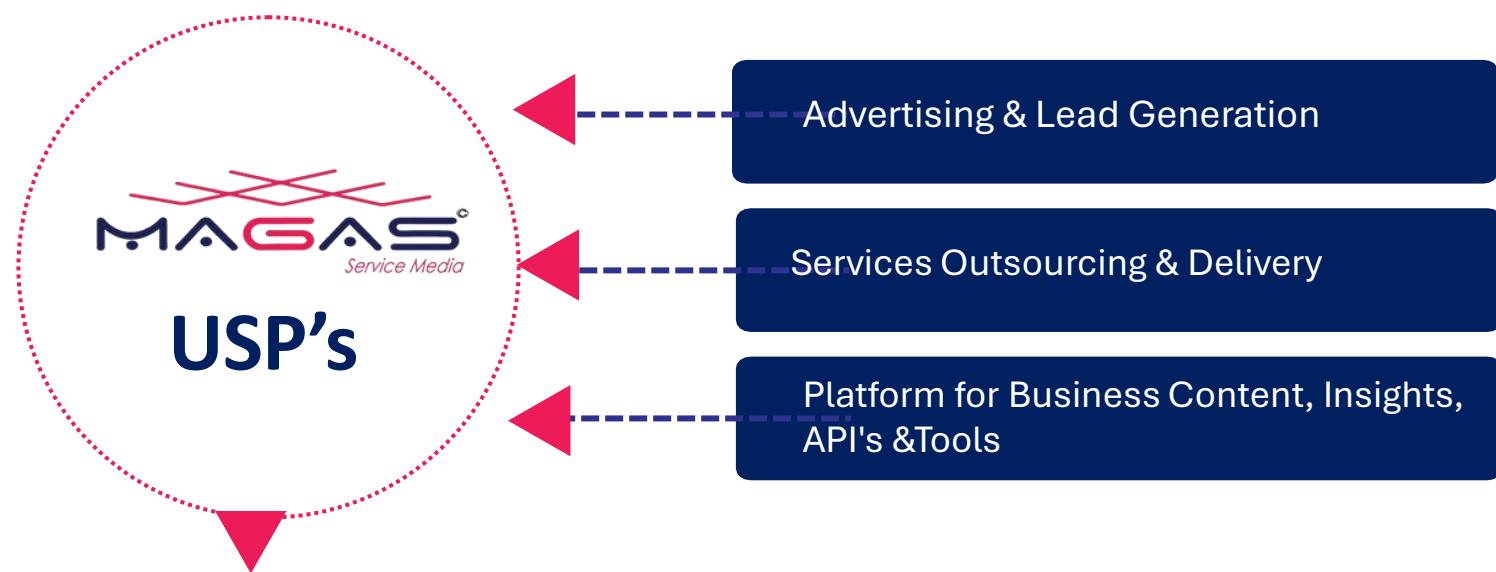 MAGAS©
Service Media
USP’s
Advertising & Lead Generation
Services Outsourcing & Delivery
Platform for Business Content, Insights,
API's &Tools